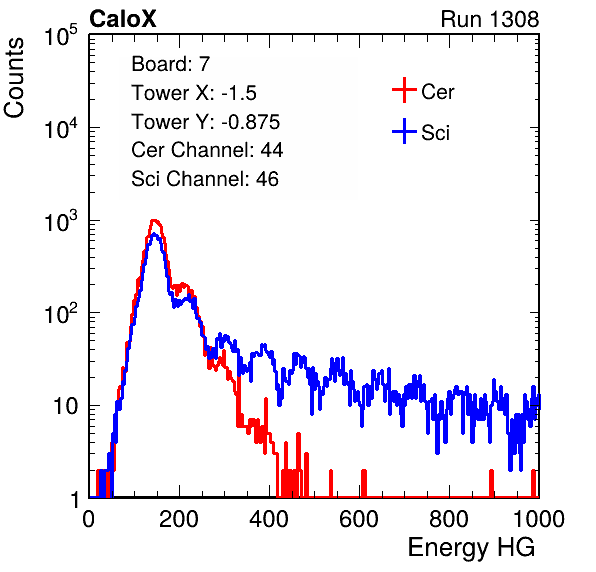 CaloX
Run 1308
Counts
Board: 7
Tower X: -1.5
Tower Y: -0.875
Cer Channel: 44
Sci Channel: 46
Cer
Sci
10^5
10^4
10^3
10^2
10
1
0 200 400 600 800 1000
Energy HG